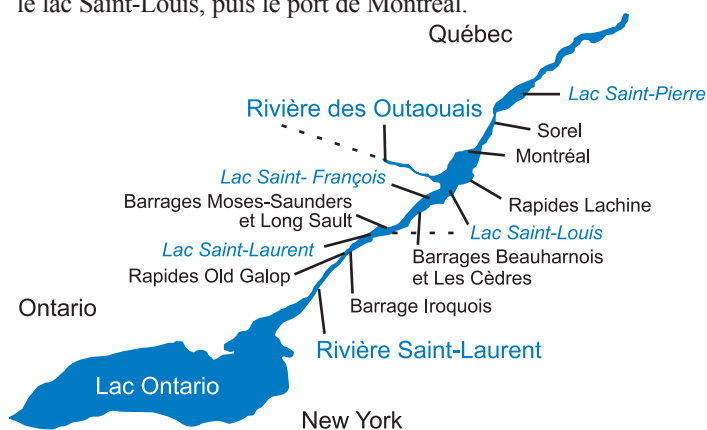 le lac Saint-Louis, puis le port de Montréal.
Québec
Lac Saint-Pierre
Rivière des Outaouais
Sorel
Montréal
Lac Saint- François
Barrages Moses-Saunders
et Long Sault
Rapides Lachine
Lac Saint-Louis
Lac Saint-Laurent
Barrages Beauharnois
et Les Cèdres
Rapides Old Galop
Barrage Iroquois
Ontario
Rivière Saint-Laurent
Lac Ontario
New York